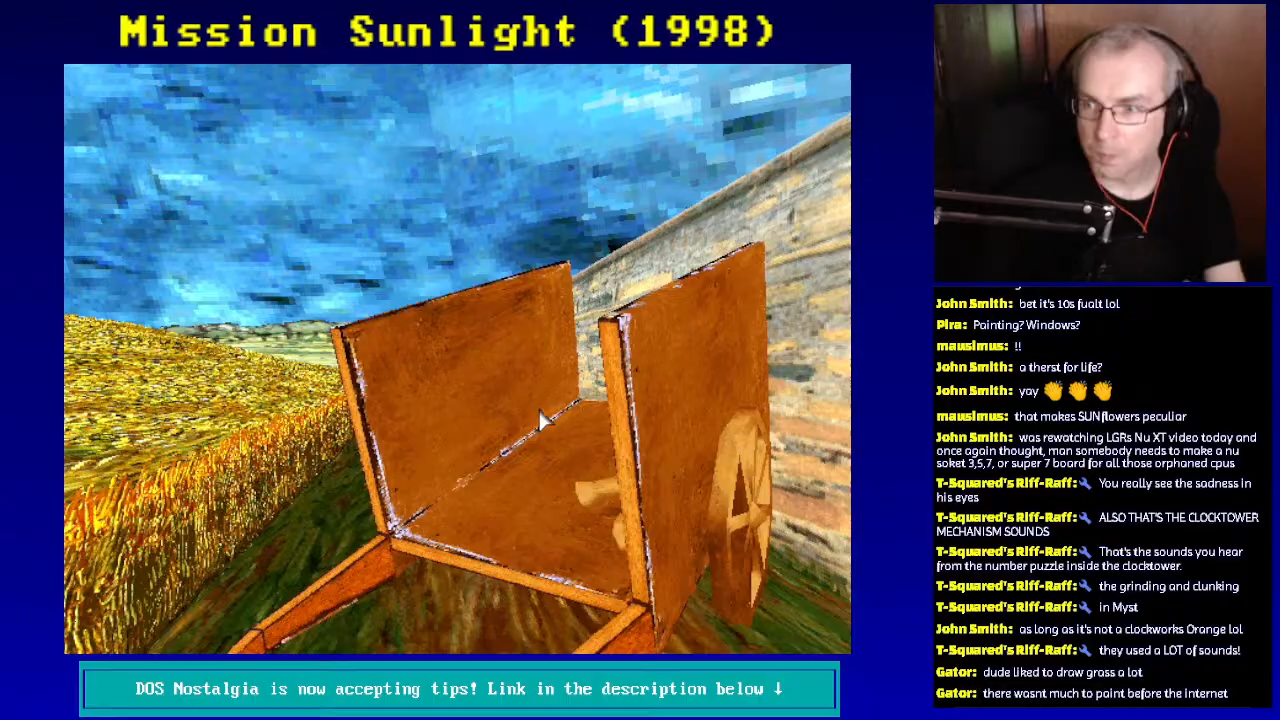 Mission Sunlight (1998)
John Smith: bet it's 10s fualt lol
Pira: Painting? Windows?
mausimus: !!
John Smith: a therst for life?
John Smith: yay 👏👏👏
mausimus: that makes SUNflowers peculiar
John Smith: was rewatching LGRs Nu XT video today and
once again thought, man somebody needs to make a nu
soket 3,5,7, or super 7 board for all those orphaned cpus
T-Squared's Riff-Raff: You really see the sadness in
his eyes
T-Squared's Riff-Raff: ALSO THAT'S THE CLOCKTOWER
MECHANISM SOUNDS
T-Squared's Riff-Raff: That's the sounds you hear
from the number puzzle inside the clocktower.
T-Squared's Riff-Raff: the grinding and clunking
T-Squared's Riff-Raff: in Myst
John Smith: as long as it's not a clockworks Orange lol
T-Squared's Riff-Raff: they used a LOT of sounds!
Gator: dude liked to draw grass a lot
Gator: there wasnt much to paint before the internet
DOS Nostalgia is now accepting tips! Link in the description below ↓